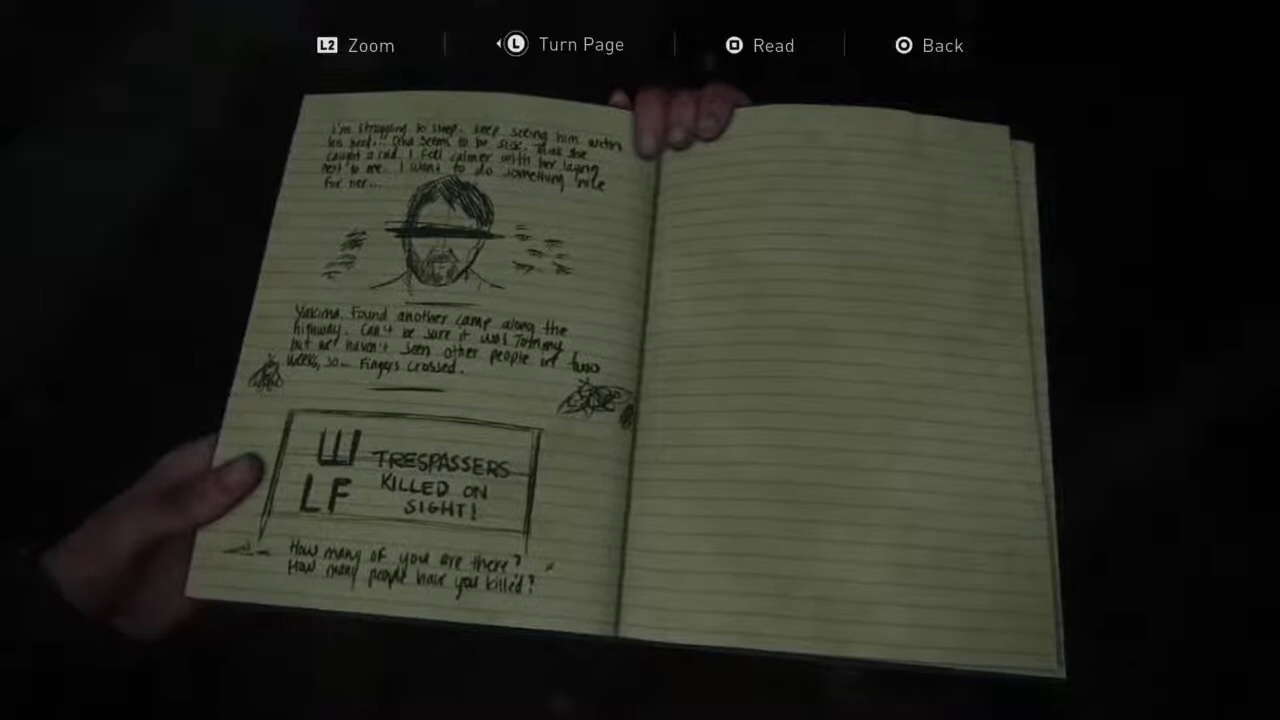 Zoom
Turn Page
Read
Back
I'm struggling to sleep. Keep seeing him with
his head... Dina seems to be sick. Think she
caught a cold. I feel calmer with her laying
next to me. I want to do something nice
for her...
Yakima. Found another camp along the
highway. Can't be sure it was Tommy
but we haven't seen other people in two
weeks, so... Fingers crossed.
W
LF
TRESPASSERS
KILLED ON
SIGHT!
How many of you are there?
How many people have you killed?